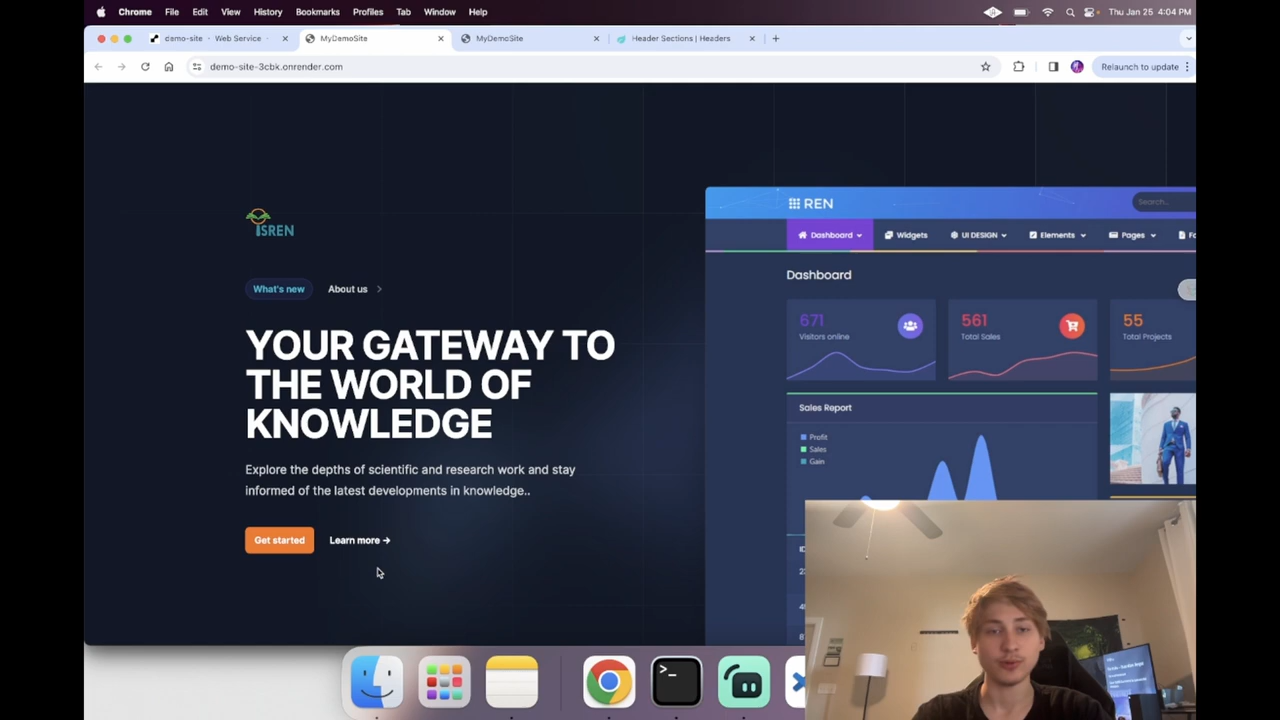 Chrome File Edit View History Bookmarks Profiles Tab Window Help Thu Jan 25 4:04 PM
demo-site · Web Service MyDemoSite MyDemoSite Header Sections | Headers
demo-site-3cbk.onrender.com Relaunch to update
REN Search...
Dashboard Widgets UI DESIGN Elements Pages
ISREN
Dashboard
What's new About us
671 561 55
Visitors online Total Sales Total Projects
YOUR GATEWAY TO
THE WORLD OF
KNOWLEDGE
Sales Report
Profit
Sales
Gain
Explore the depths of scientific and research work and stay
informed of the latest developments in knowledge..
Get started Learn more →